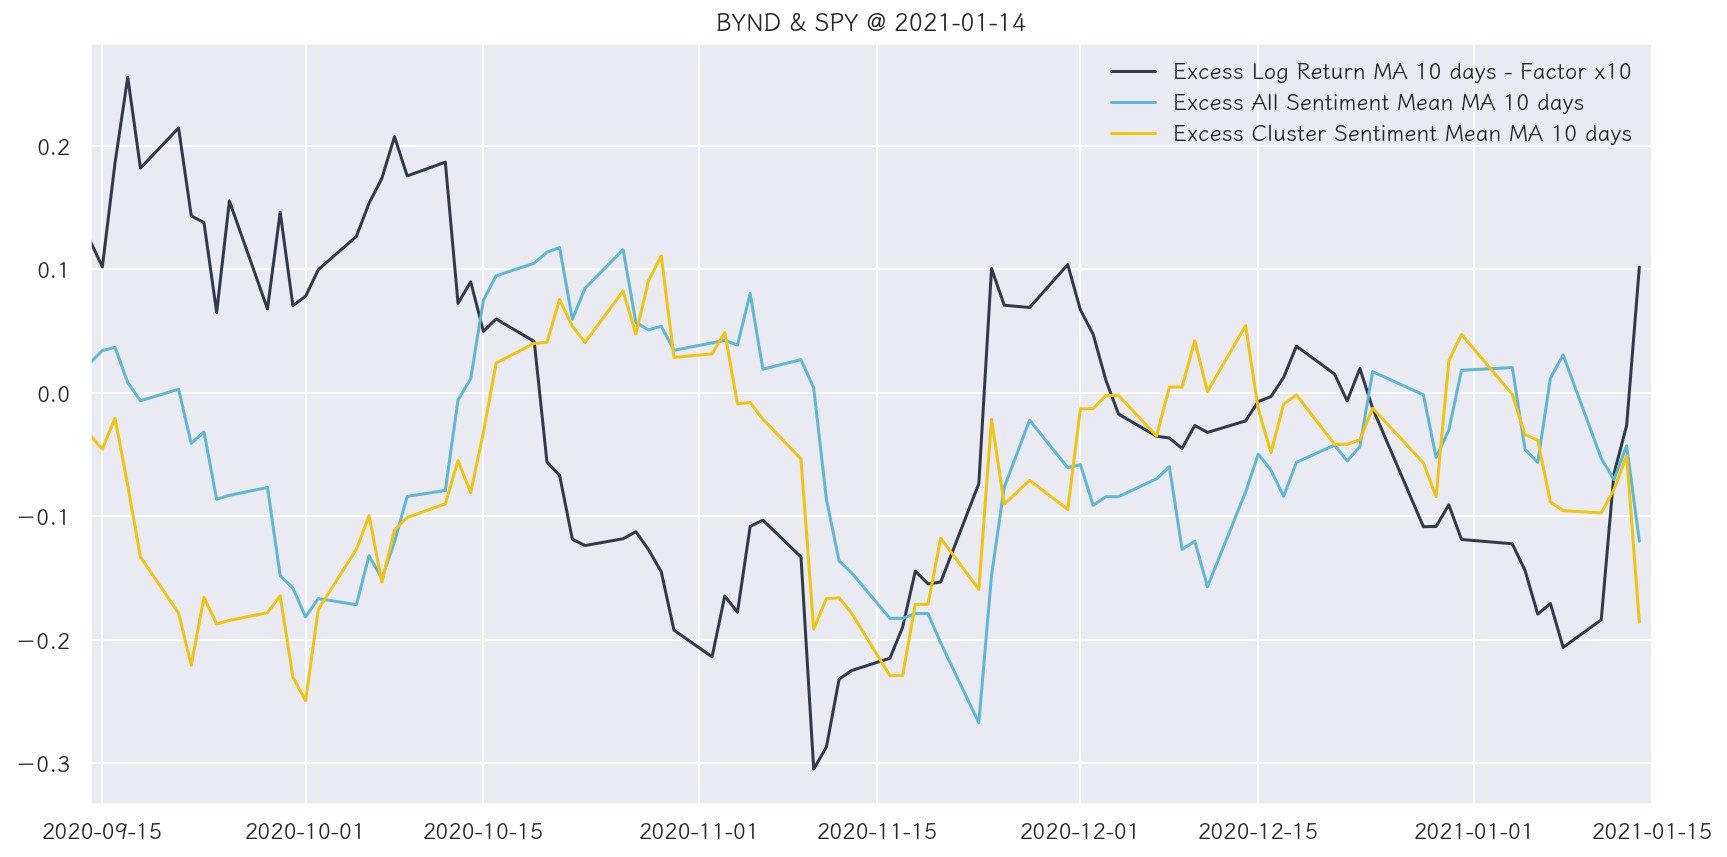 BYND & SPY @ 2021-01-14
Excess Log Return MA 10 days - Factor x10
Excess All Sentiment Mean MA 10 days
Excess Cluster Sentiment Mean MA 10 days
0.2
0.1
0.0
−0.1
−0.2
−0.3
2020-09-15 2020-10-01 2020-10-15 2020-11-01 2020-11-15 2020-12-01 2020-12-15 2021-01-01 2021-01-15